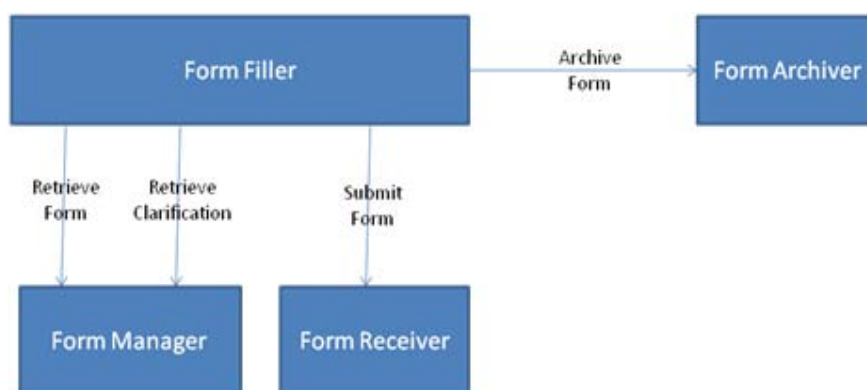 Form Filler
Archive
Form
Form Archiver
Retrieve
Form
Retrieve
Clarification
Submit
Form
Form Manager
Form Receiver